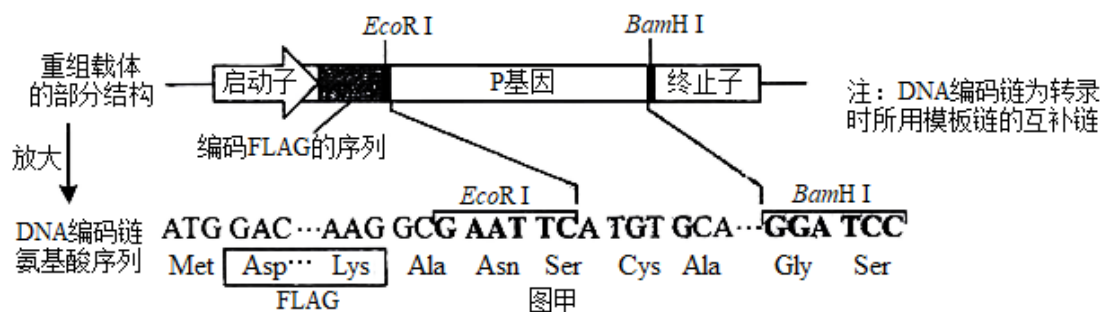 EcoR I
BamH I
重组载体
的部分结构
启动子
P基因
终止子
编码FLAG的序列
注：DNA编码链为转录
时所用模板链的互补链
放大
EcoR I
BamH I
DNA编码链
ATG GAC…AAG GCG AATTCA TGT GCA…GGA TCC
氨基酸序列
Met Asp… Lys Ala Asn Ser Cys Ala Gly Ser
FLAG
图甲